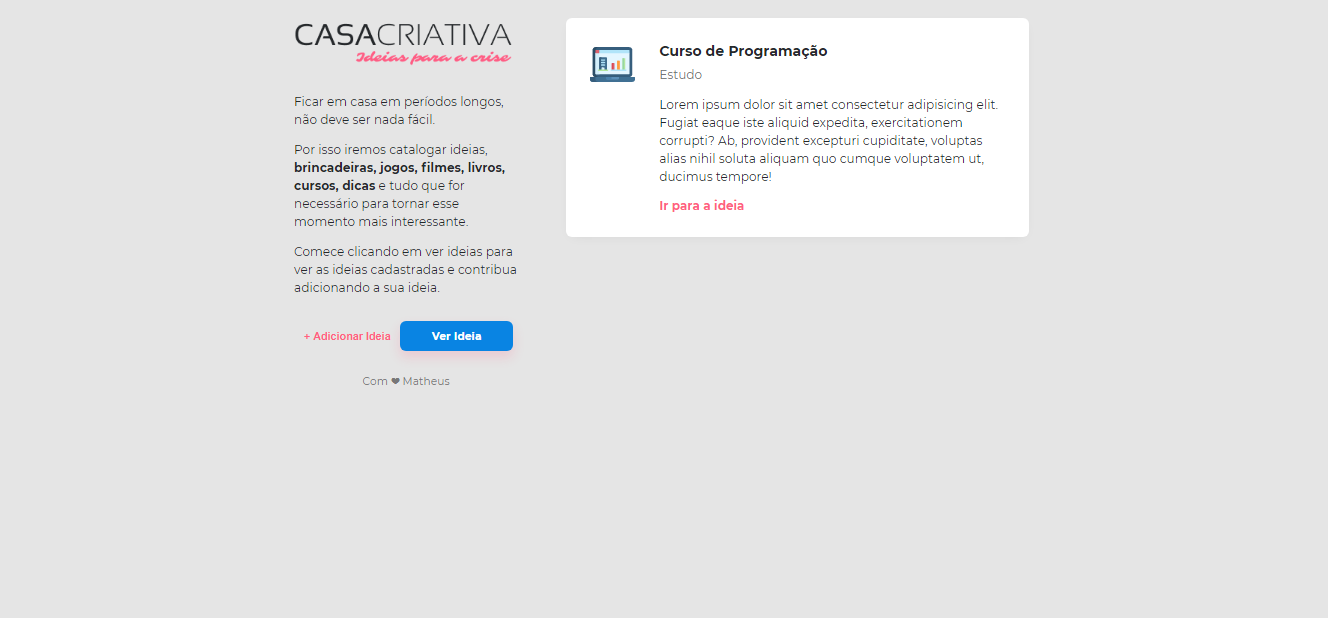 CASACRIATIVA
Ideias para a crise
Ficar em casa em períodos longos,
não deve ser nada fácil.
Por isso iremos catalogar ideias,
brincadeiras, jogos, filmes, livros,
cursos, dicas e tudo que for
necessário para tornar esse
momento mais interessante.
Comece clicando em ver ideias para
ver as ideias cadastradas e contribua
adicionando a sua ideia.
+ Adicionar Ideia
Ver Ideia
Com ❤ Matheus
Curso de Programação
Estudo
Lorem ipsum dolor sit amet consectetur adipisicing elit.
Fugiat eaque iste aliquid expedita, exercitationem
corrupti? Ab, provident excepturi cupiditate, voluptas
alias nihil soluta aliquam quo cumque voluptatem ut,
ducimus tempore!
Ir para a ideia